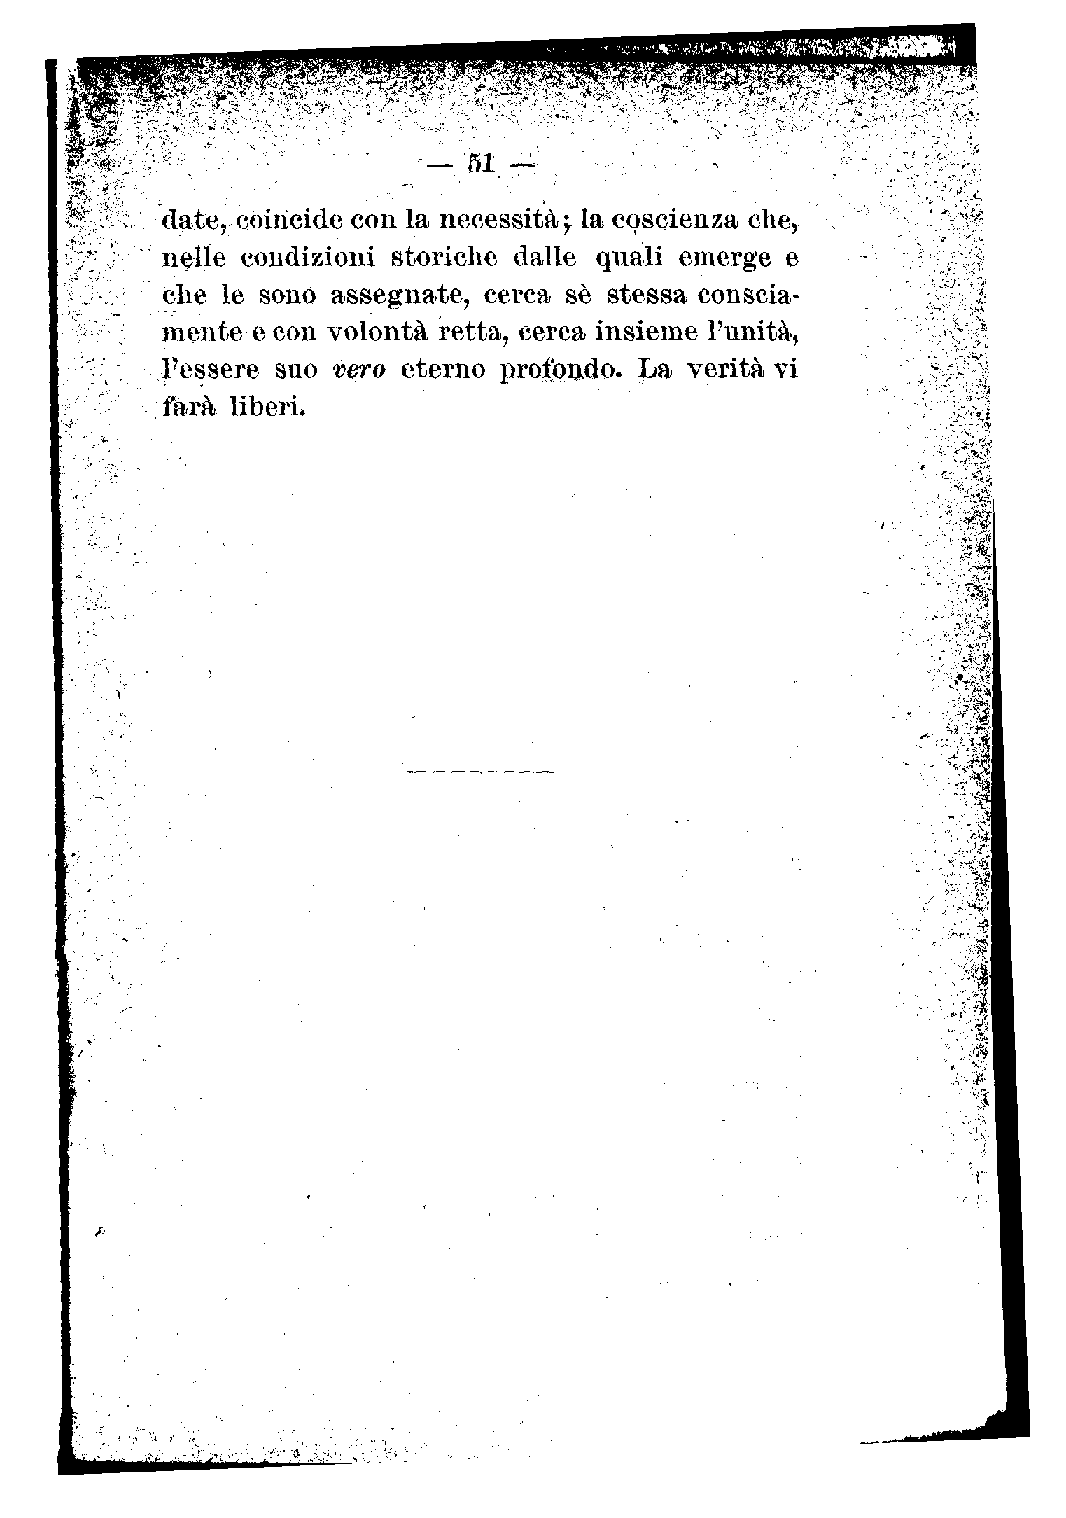 — 51 —
date, coincide con la necessità; la coscienza che,
nelle condizioni storiche dalle quali emerge e
che le sono assegnate, cerca sè stessa conscia-
mente e con volontà retta, cerca insieme l'unità,
l'essere suo vero eterno profondo. La verità vi
farà liberi.